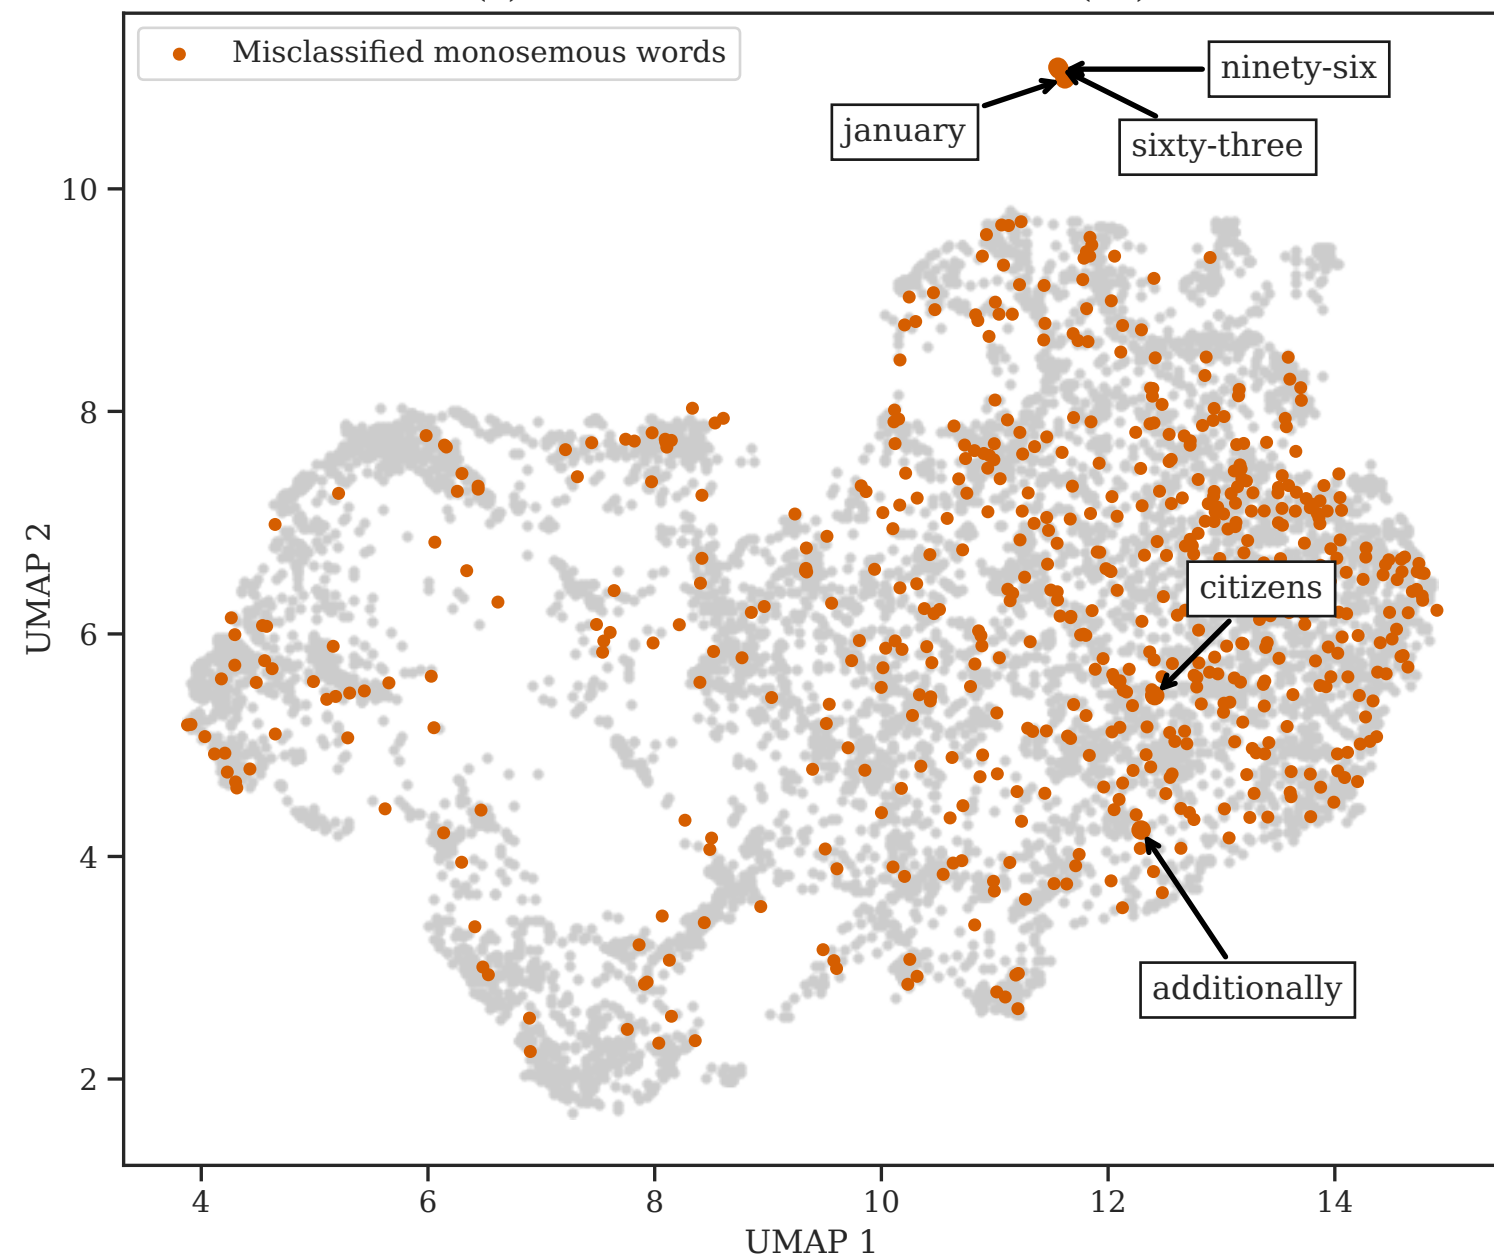 Misclassified monosemous words
ninety-six
january
sixty-three
citizens
additionally
UMAP 2
10
8
6
4
2
4 6 8 10 12 14
UMAP 1